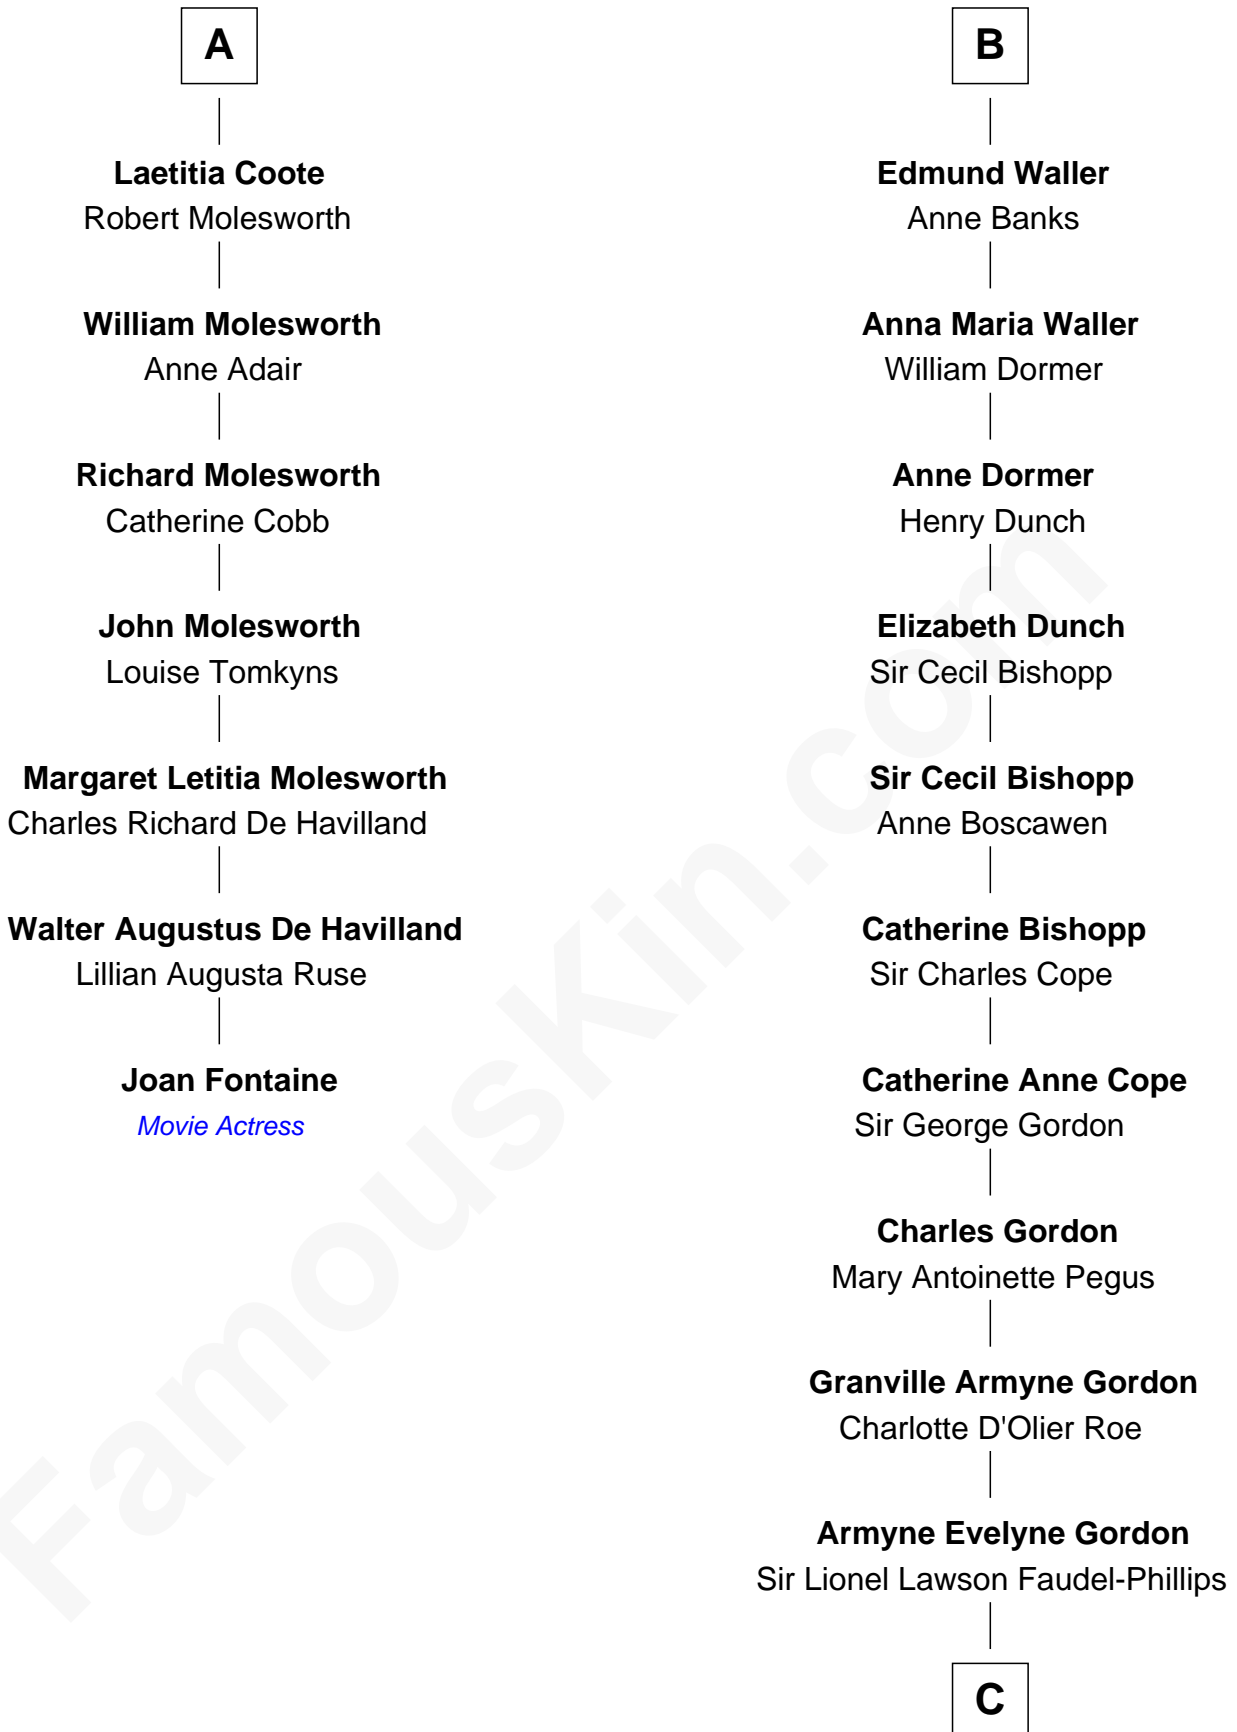 A
Laetitia Coote
Robert Molesworth
William Molesworth
Anne Adair
Richard Molesworth
Catherine Cobb
John Molesworth
Louise Tomkyns
Margaret Letitia Molesworth
Charles Richard De Havilland
Walter Augustus De Havilland
Lillian Augusta Ruse
Joan Fontaine
Movie Actress
B
Edmund Waller
Anne Banks
Anna Maria Waller
William Dormer
Anne Dormer
Henry Dunch
Elizabeth Dunch
Sir Cecil Bishopp
Sir Cecil Bishopp
Anne Boscawen
Catherine Bishopp
Sir Charles Cope
Catherine Anne Cope
Sir George Gordon
Charles Gordon
Mary Antoinette Pegus
Granville Armyne Gordon
Charlotte D'Olier Roe
Armyne Evelyne Gordon
Sir Lionel Lawson Faudel-Phillips
C
FamousKin.com